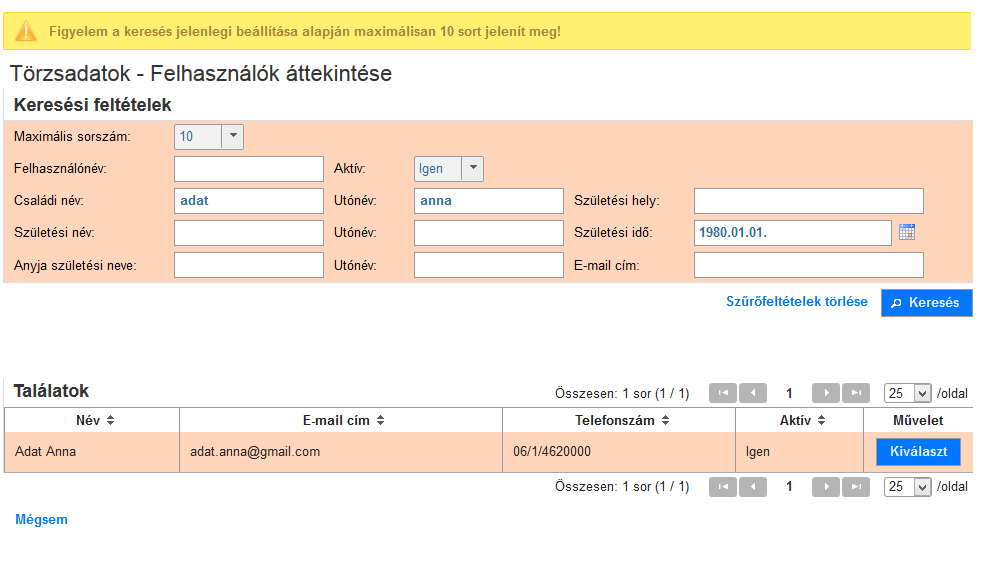 Figyelem a keresés jelenlegi beállítása alapján maximálisan 10 sort jelenít meg!
Törzsadatok - Felhasználók áttekintése
Keresési feltételek
Maximális sorszám: 10
Felhasználónév: Aktív: Igen
Családi név: adat Utónév: anna Születési hely:
Születési név: Utónév: Születési idő: 1980.01.01.
Anyja születési neve: Utónév: E-mail cím:
Szűrőfeltételek törlése Keresés
Találatok Összesen: 1 sor (1 / 1) 1 25 /oldal
Név E-mail cím Telefonszám Aktív Művelet
Adat Anna adat.anna@gmail.com 06/1/4620000 Igen Kiválaszt
Összesen: 1 sor (1 / 1) 1 25 /oldal
Mégsem